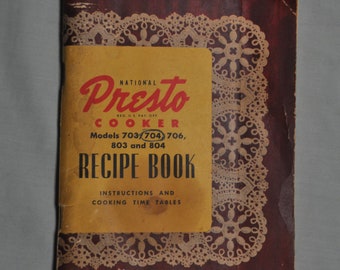 NATIONAL
Presto
REG. U.S. PAT. OFF.
COOKER
Models 703, 704, 706,
803 and 804
RECIPE BOOK
INSTRUCTIONS AND
COOKING TIME TABLES